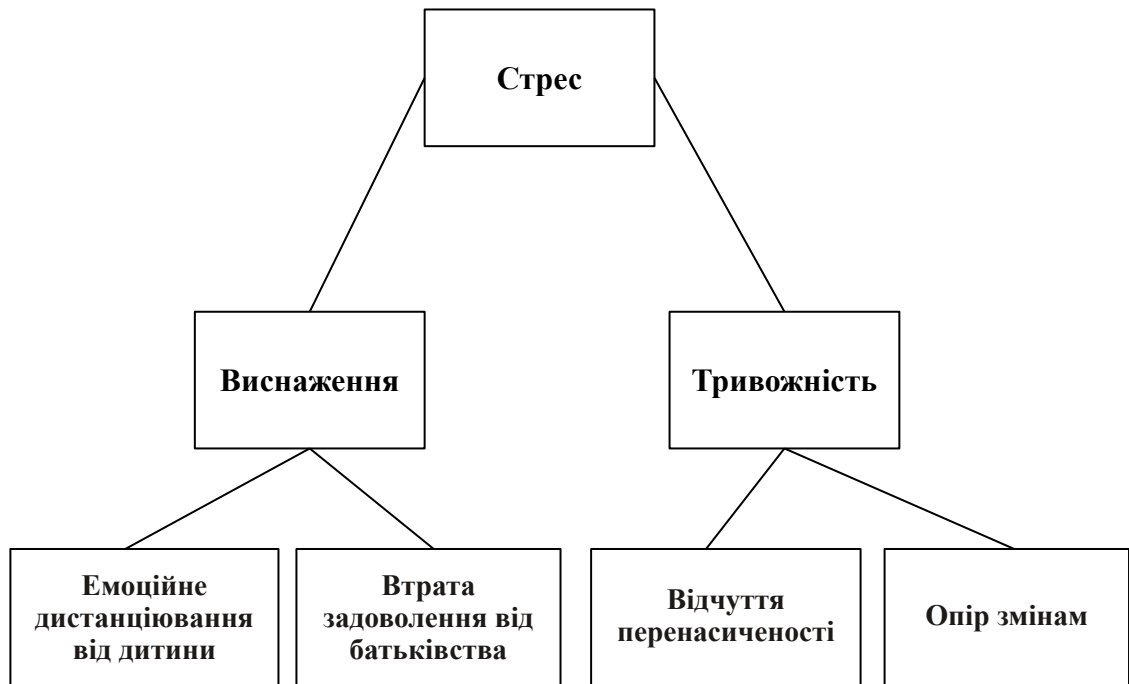 Стрес
Виснаження
Тривожність
Емоційне
дистанціювання
від дитини
Втрата
задоволення від
батьківства
Відчуття
перенасиченості
Опір змінам